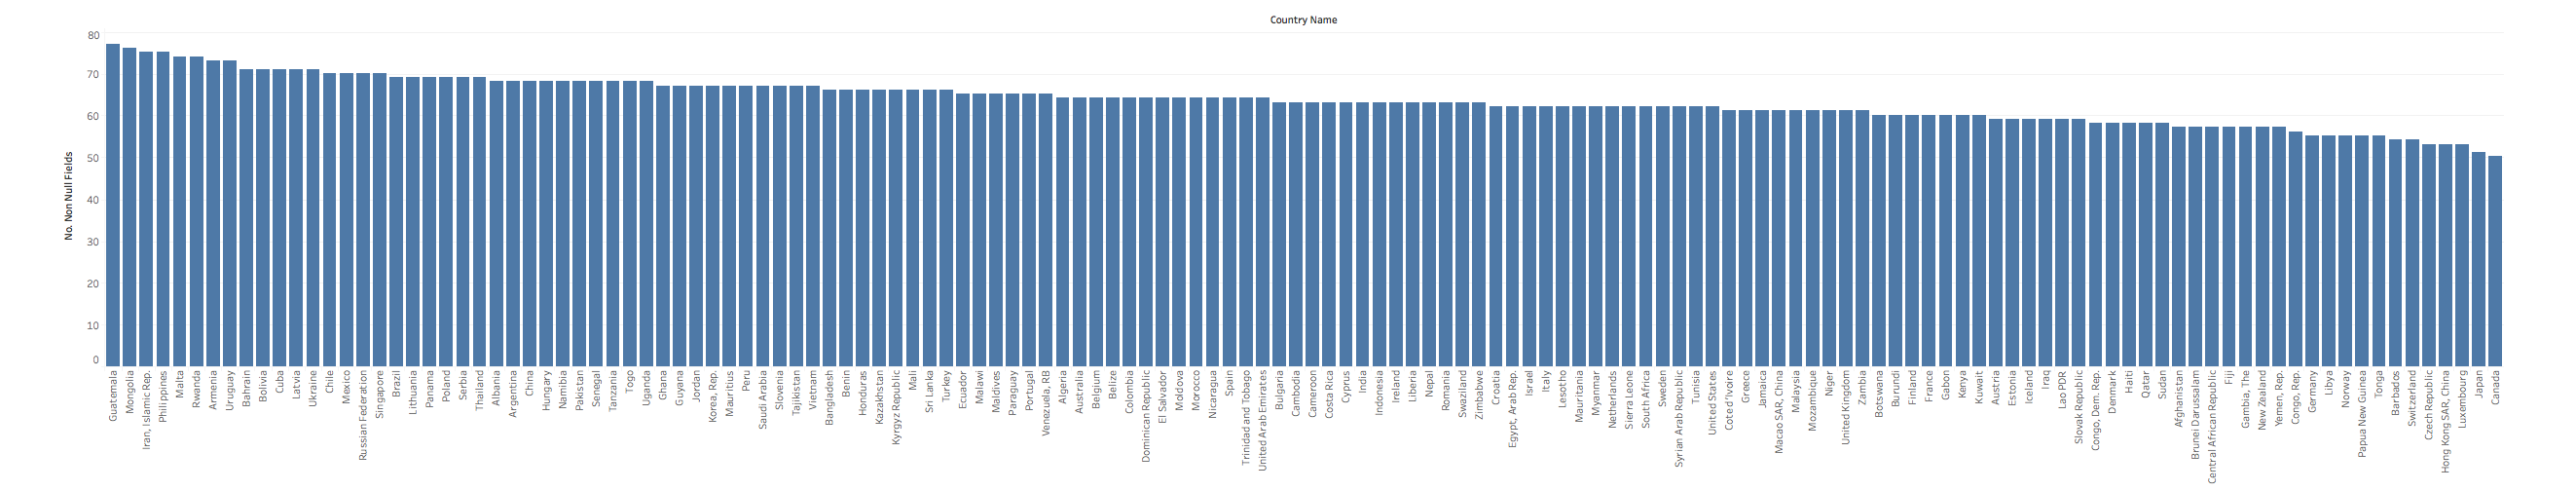 Country Name
80
70
60
50
40
30
20
10
0
No. Non Null Fields
Guatemala
Mongolia
Iran, Islamic Rep.
Philippines
Malta
Rwanda
Armenia
Uruguay
Bahrain
Bolivia
Cuba
Latvia
Ukraine
Chile
Mexico
Russian Federation
Singapore
Brazil
Lithuania
Panama
Poland
Serbia
Thailand
Albania
Argentina
China
Hungary
Namibia
Pakistan
Senegal
Tanzania
Togo
Uganda
Ghana
Guyana
Jordan
Korea, Rep.
Mauritius
Peru
Saudi Arabia
Slovenia
Tajikistan
Vietnam
Bangladesh
Benin
Honduras
Kazakhstan
Kyrgyz Republic
Mali
Sri Lanka
Turkey
Ecuador
Malawi
Maldives
Paraguay
Portugal
Venezuela, RB
Algeria
Australia
Belgium
Belize
Colombia
Dominican Republic
El Salvador
Moldova
Morocco
Nicaragua
Spain
Trinidad and Tobago
United Arab Emirates
Bulgaria
Cambodia
Cameroon
Costa Rica
Cyprus
India
Indonesia
Ireland
Liberia
Nepal
Romania
Swaziland
Zimbabwe
Croatia
Egypt, Arab Rep.
Israel
Italy
Lesotho
Mauritania
Myanmar
Netherlands
Sierra Leone
South Africa
Sweden
Syrian Arab Republic
Tunisia
United States
Cote d'Ivoire
Greece
Jamaica
Macao SAR, China
Malaysia
Mozambique
Niger
United Kingdom
Zambia
Botswana
Burundi
Finland
France
Gabon
Kenya
Kuwait
Austria
Estonia
Iceland
Iraq
Lao PDR
Slovak Republic
Congo, Dem. Rep.
Denmark
Haiti
Qatar
Sudan
Afghanistan
Brunei Darussalam
Central African Republic
Fiji
Gambia, The
New Zealand
Yemen, Rep.
Congo, Rep.
Germany
Libya
Norway
Papua New Guinea
Tonga
Barbados
Switzerland
Czech Republic
Hong Kong SAR, China
Luxembourg
Japan
Canada